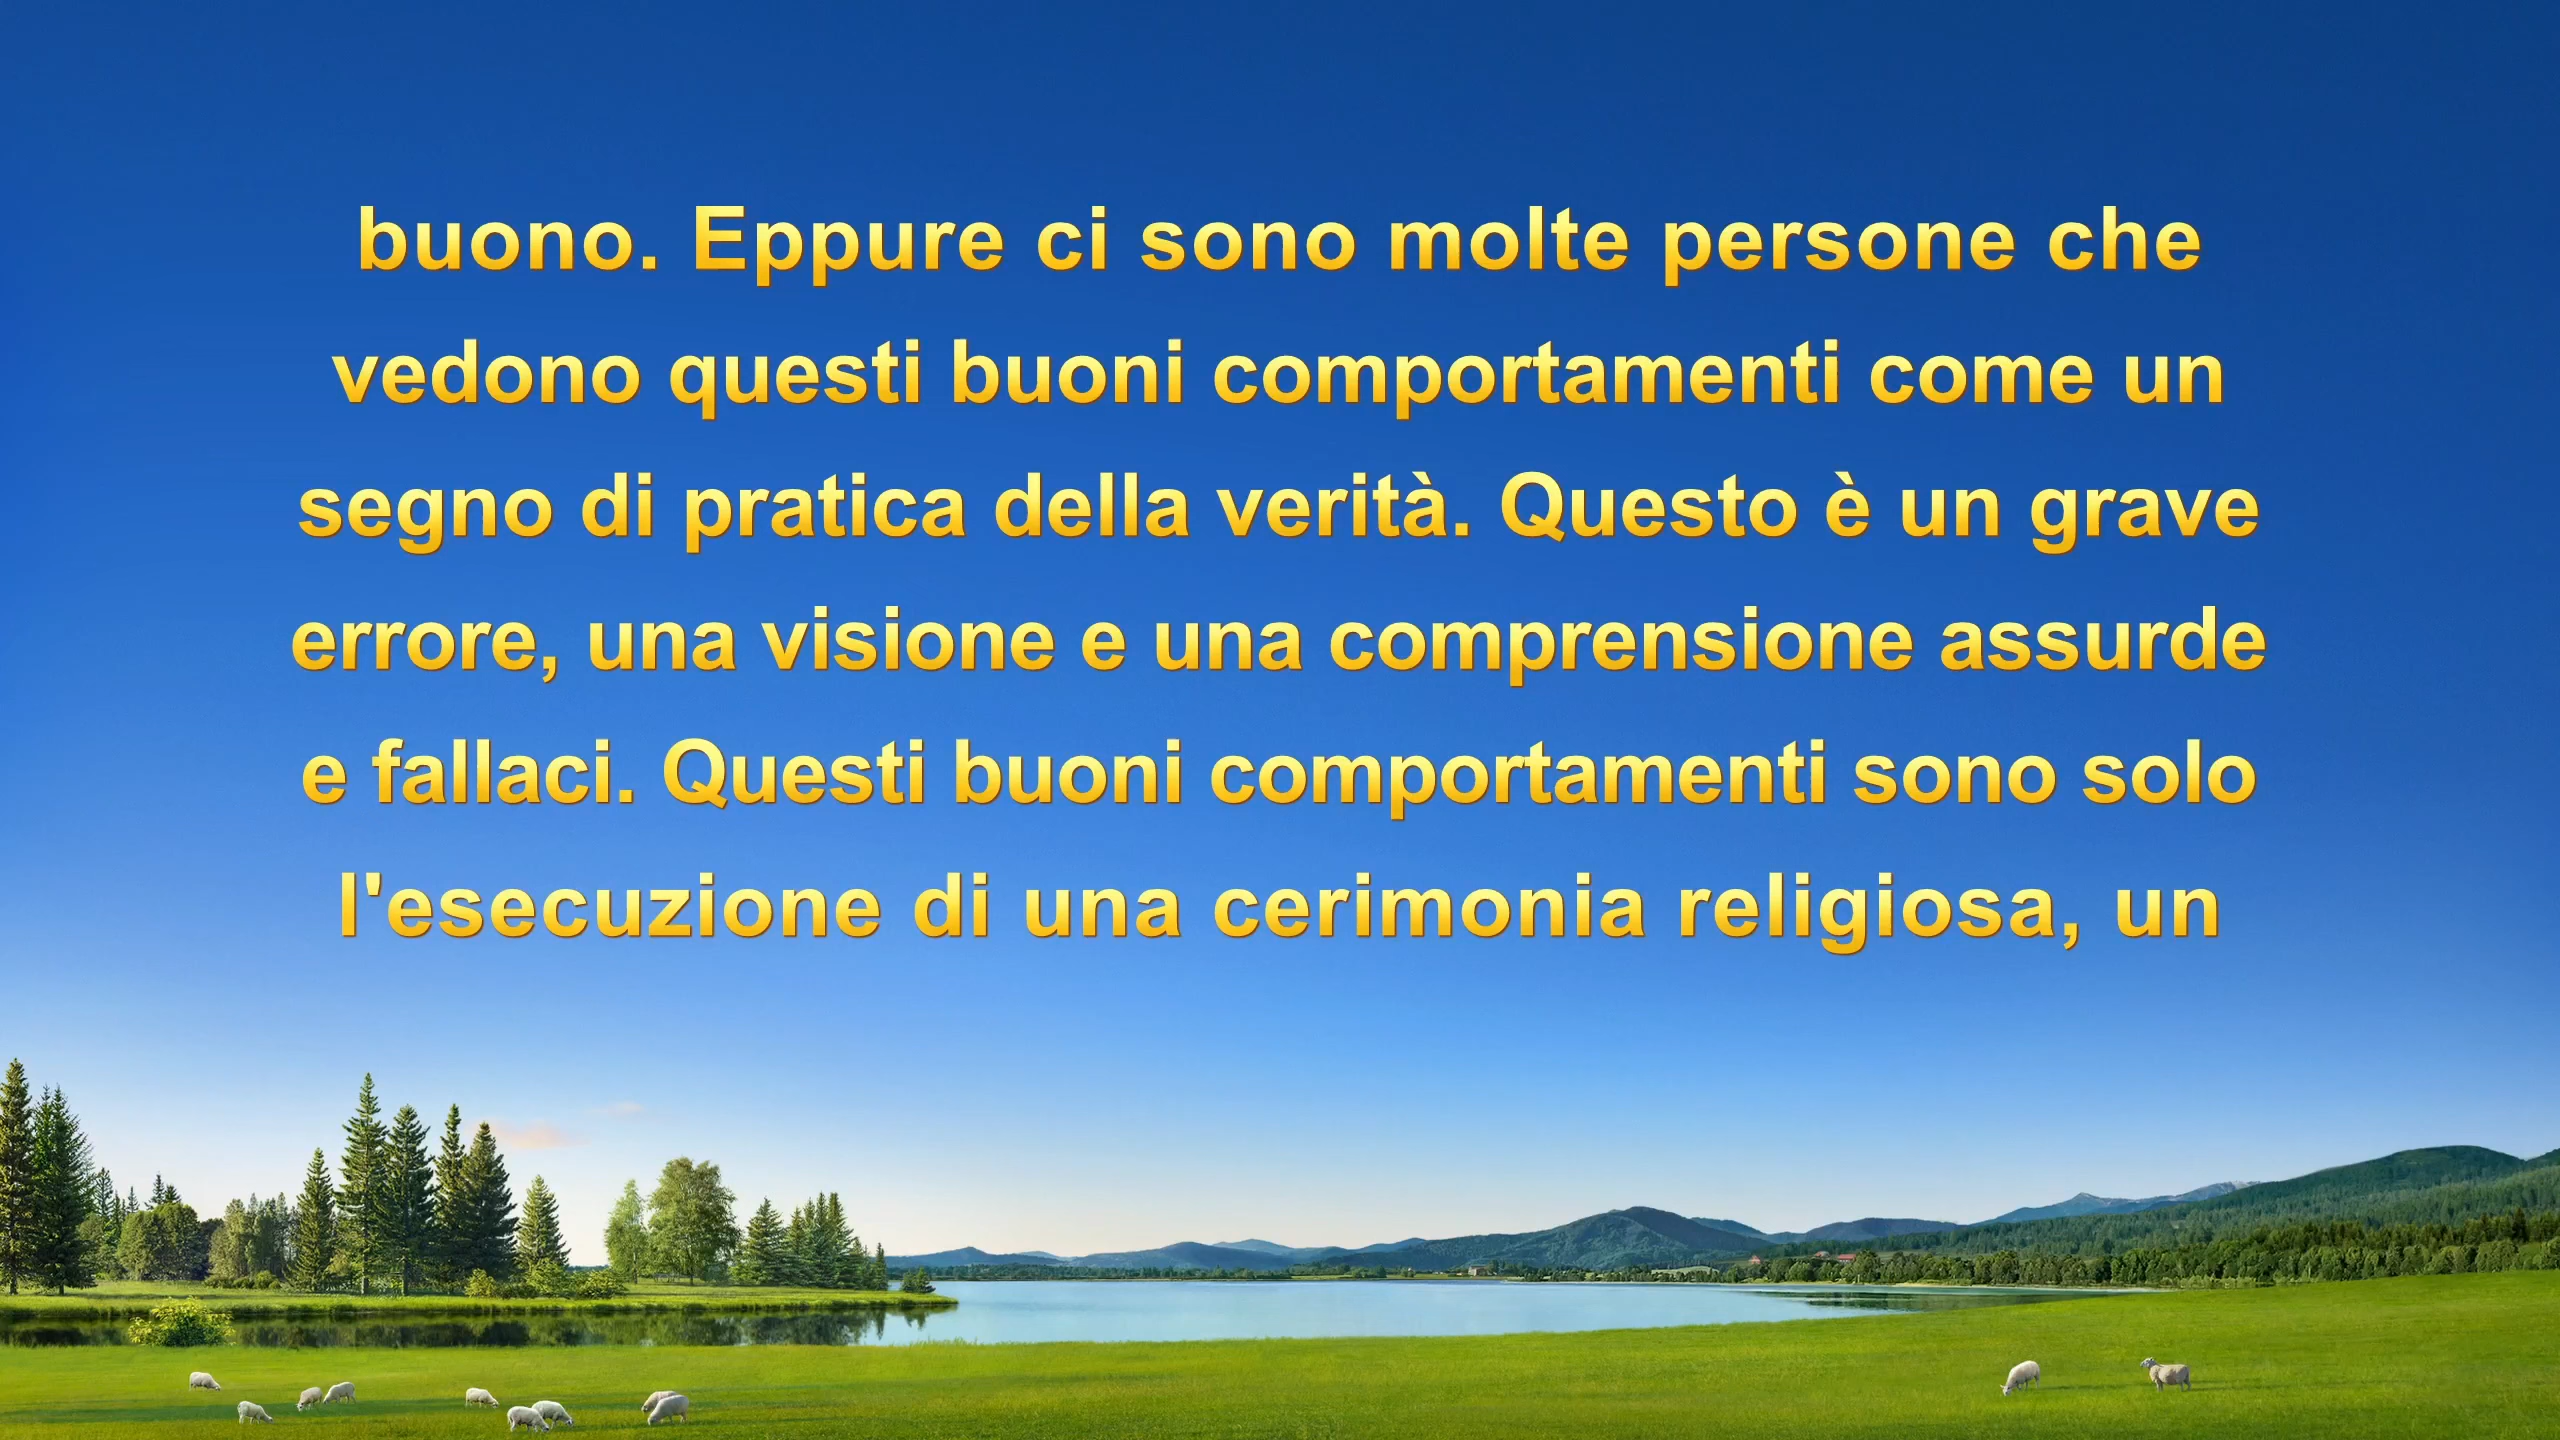 buono. Eppure ci sono molte persone che
vedono questi buoni comportamenti come un
segno di pratica della verità. Questo è un grave
errore, una visione e una comprensione assurde
e fallaci. Questi buoni comportamenti sono solo
l'esecuzione di una cerimonia religiosa, un